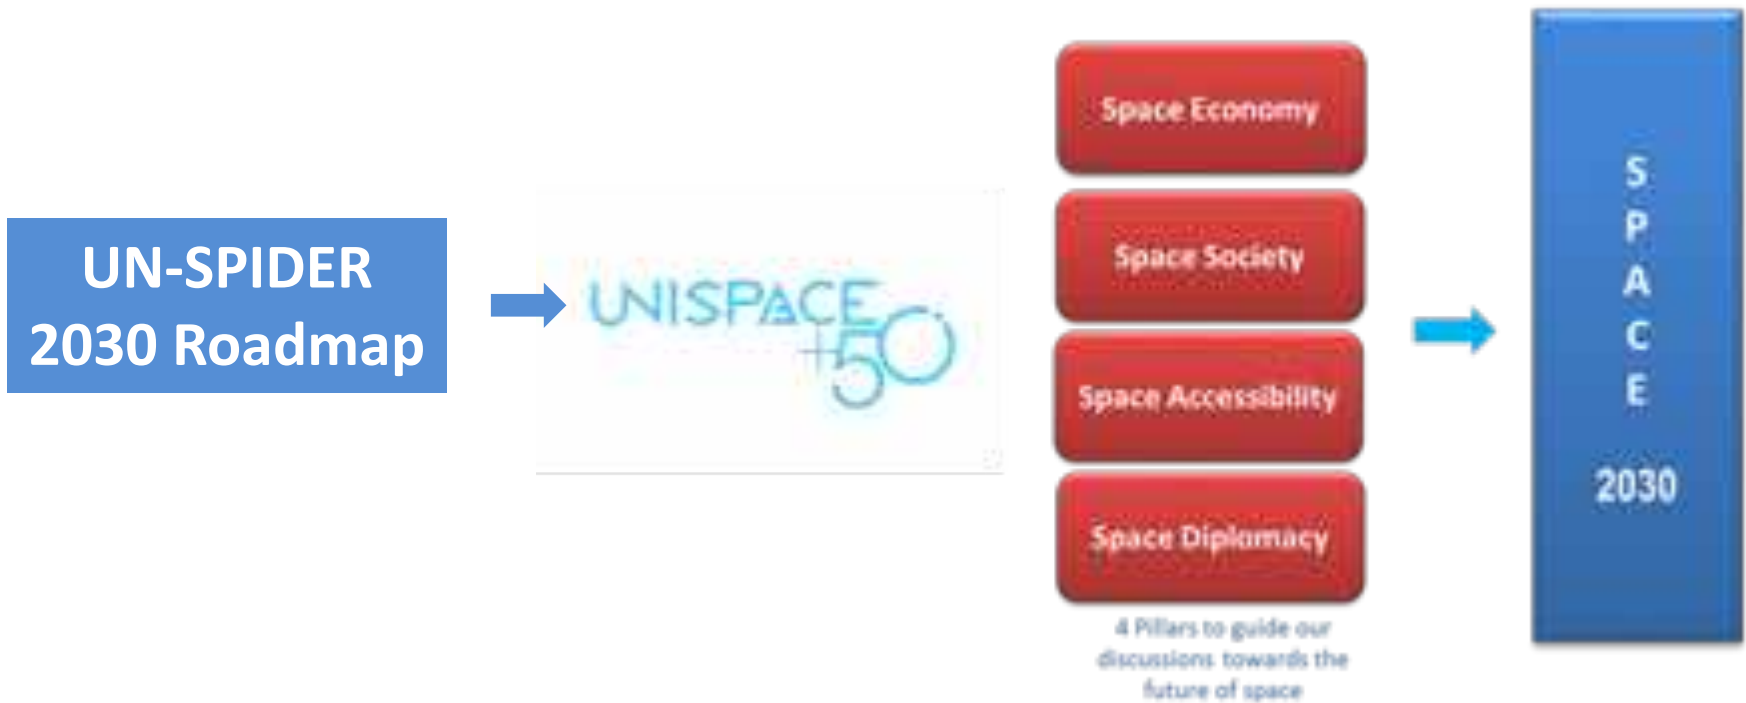 UN-SPIDER
2030 Roadmap
UNISPACE
+50
Space Economy
Space Society
Space Accessibility
Space Diplomacy
4 Pillars to guide our
discussions towards the
future of space
S
P
A
C
E
2030